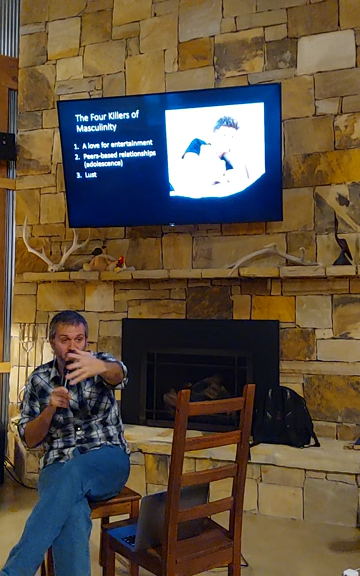 The Four Killers of
Masculinity
1. A love for entertainment
2. Peers-based relationships
(adolescence)
3. Lust